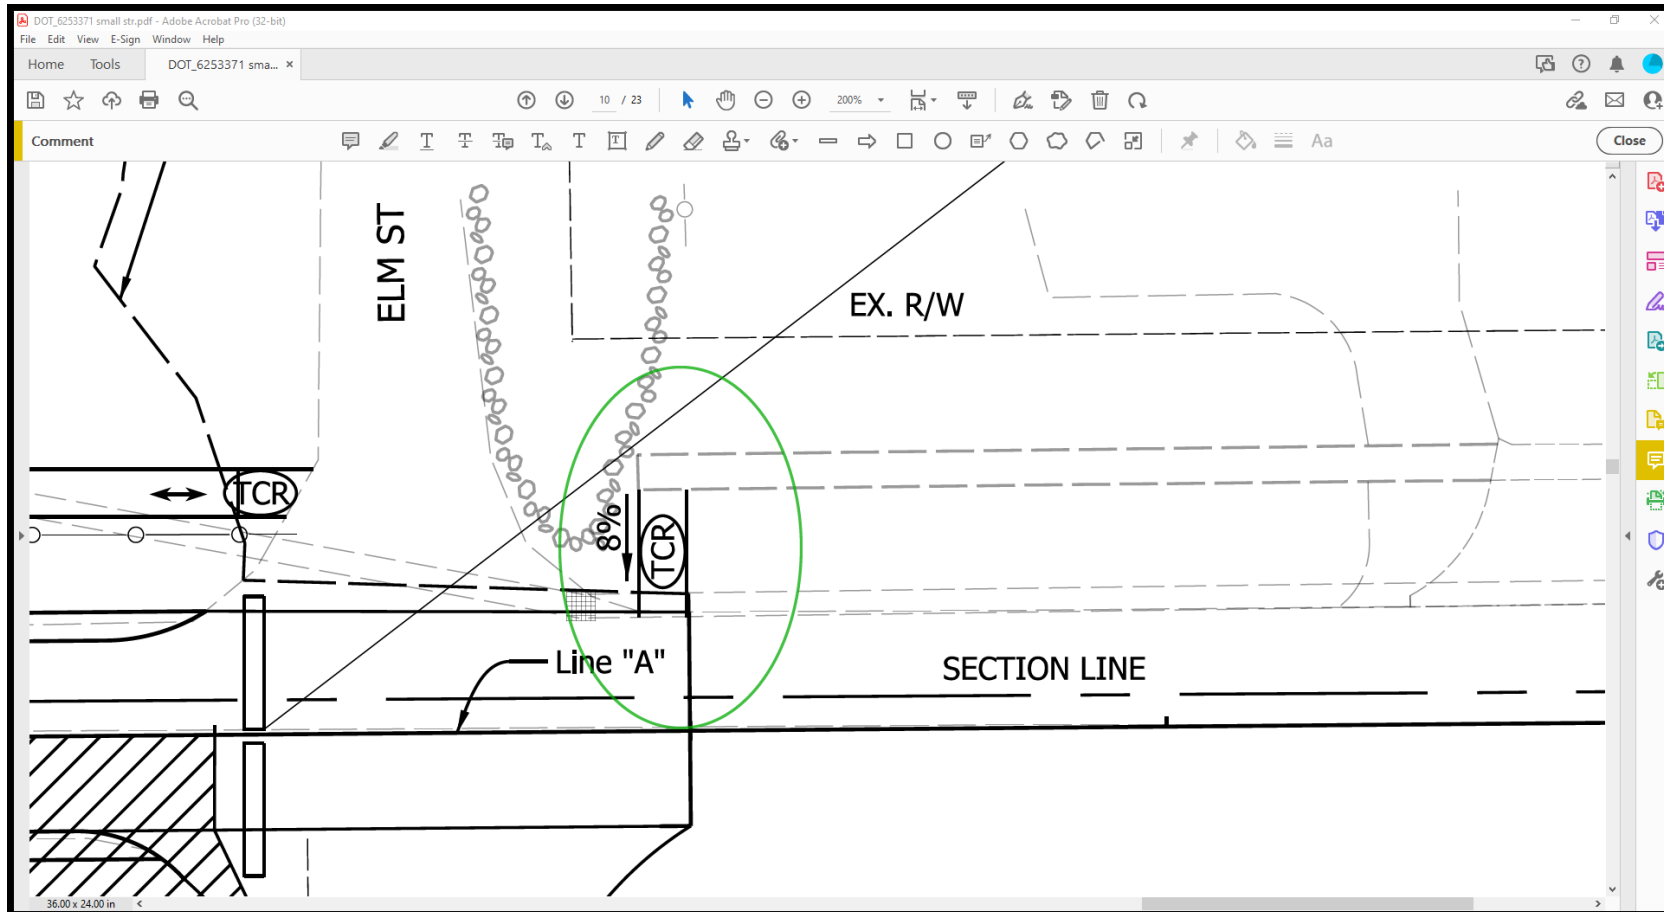 DOT_6253371 small str.pdf - Adobe Acrobat Pro (32-bit)
File Edit View E-Sign Window Help
Home Tools DOT_6253371 sma... ×
10 / 23 200%
Comment
Aa
Close
ELM ST
EX. R/W
TCR
8%
TCR
Line "A"
SECTION LINE
36.00 x 24.00 in